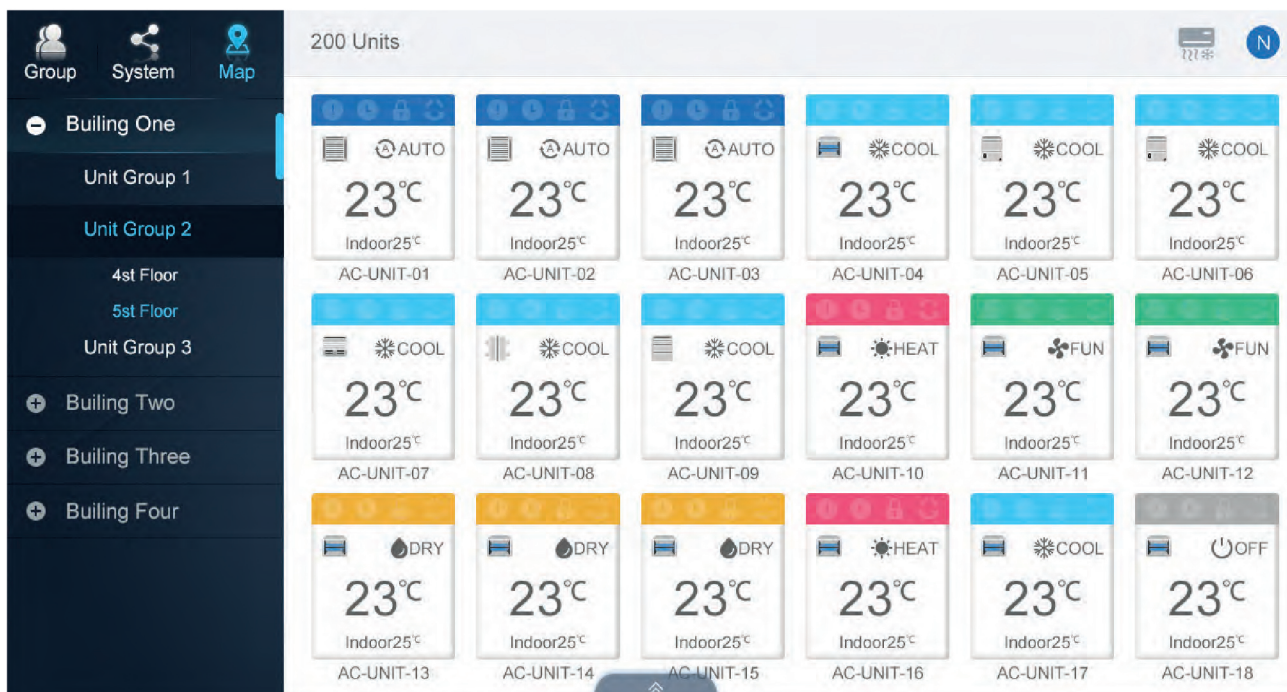 Group System Map
200 Units
N
Builing One
Unit Group 1
Unit Group 2
4st Floor
5st Floor
Unit Group 3
Builing Two
Builing Three
Builing Four
AUTO AUTO AUTO COOL COOL COOL
23°C 23°C 23°C 23°C 23°C 23°C
Indoor25°C Indoor25°C Indoor25°C Indoor25°C Indoor25°C Indoor25°C
AC-UNIT-01 AC-UNIT-02 AC-UNIT-03 AC-UNIT-04 AC-UNIT-05 AC-UNIT-06
COOL COOL COOL HEAT FUN FUN
23°C 23°C 23°C 23°C 23°C 23°C
Indoor25°C Indoor25°C Indoor25°C Indoor25°C Indoor25°C Indoor25°C
AC-UNIT-07 AC-UNIT-08 AC-UNIT-09 AC-UNIT-10 AC-UNIT-11 AC-UNIT-12
DRY DRY DRY HEAT COOL OFF
23°C 23°C 23°C 23°C 23°C 23°C
Indoor25°C Indoor25°C Indoor25°C Indoor25°C Indoor25°C Indoor25°C
AC-UNIT-13 AC-UNIT-14 AC-UNIT-15 AC-UNIT-16 AC-UNIT-17 AC-UNIT-18